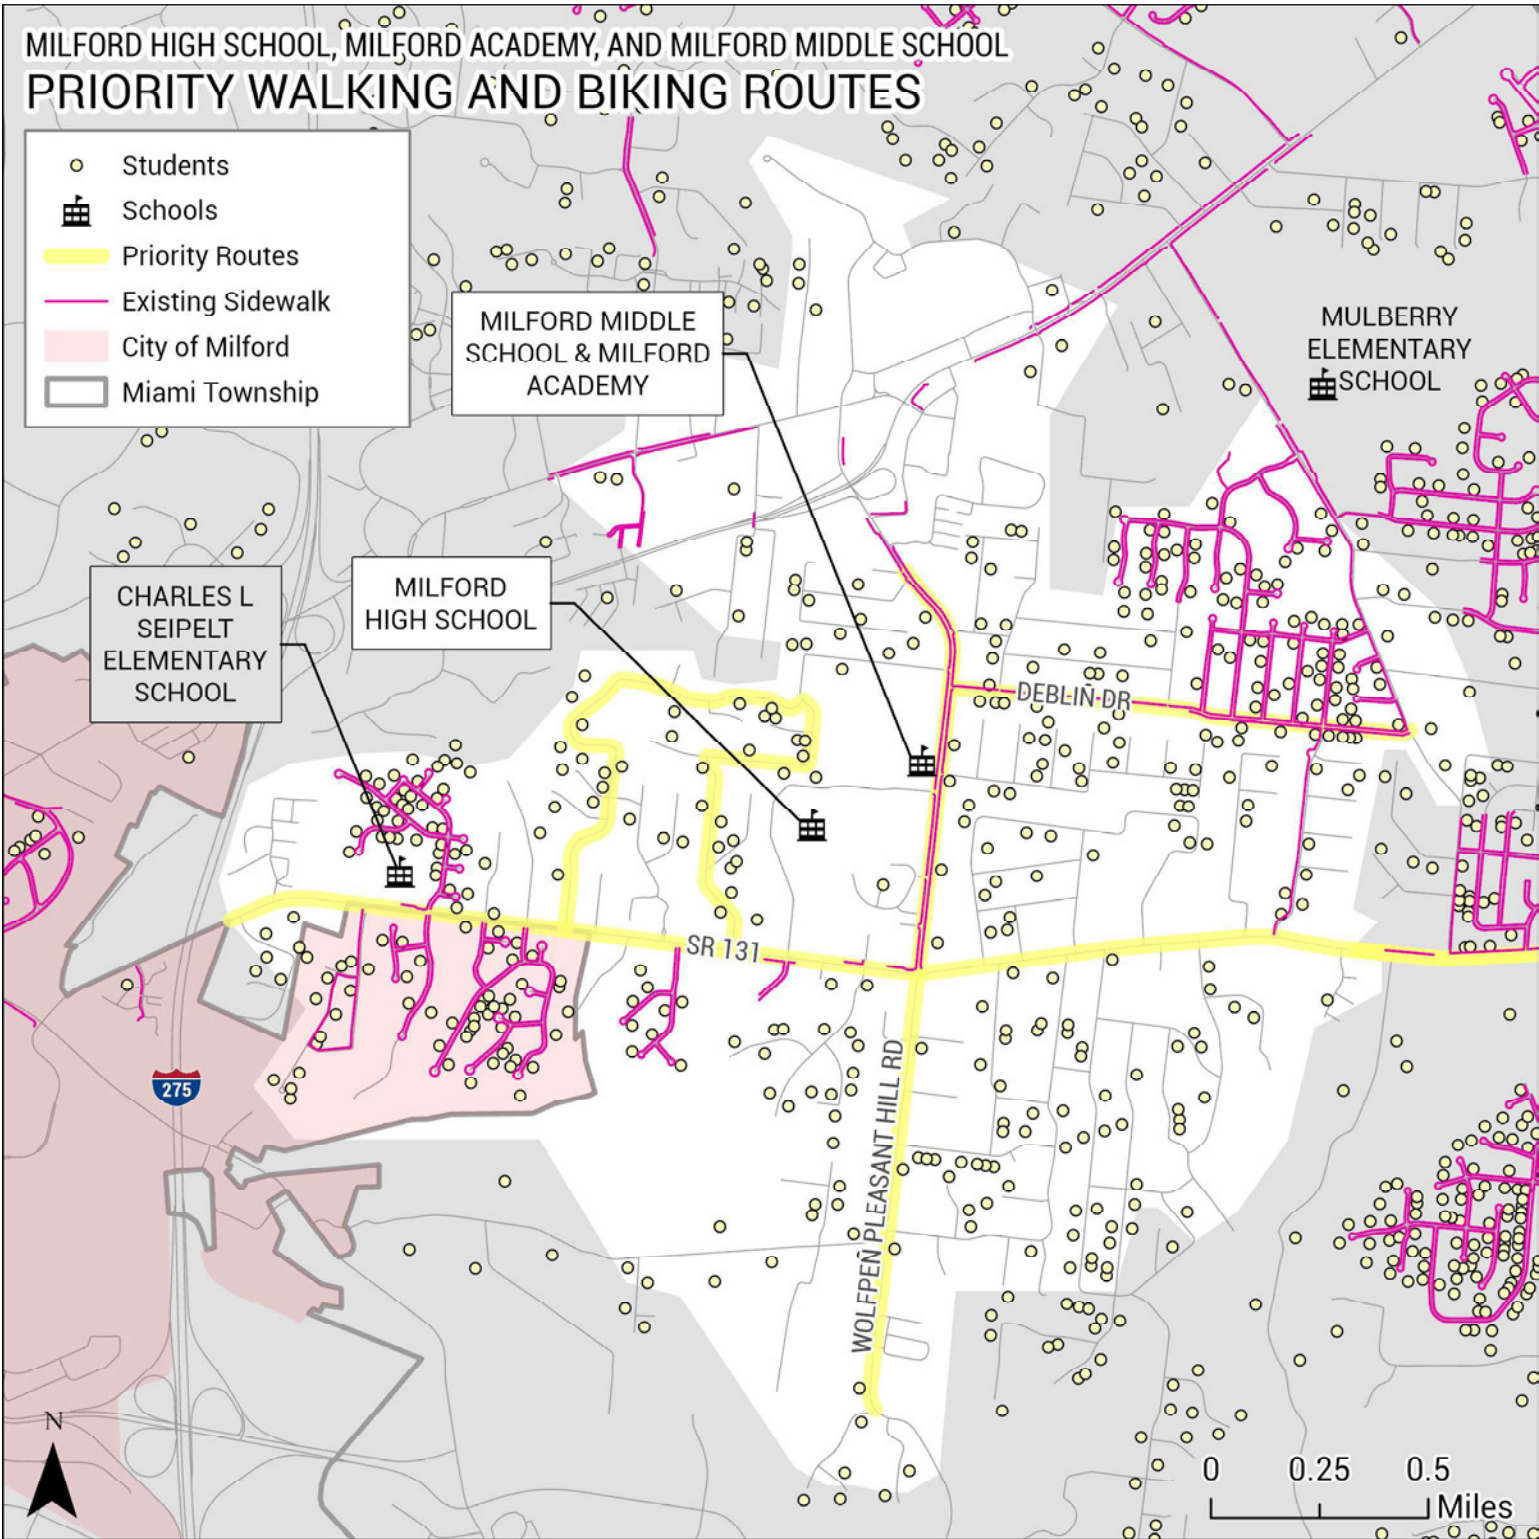 MILFORD HIGH SCHOOL, MILFORD ACADEMY, AND MILFORD MIDDLE SCHOOL
PRIORITY WALKING AND BIKING ROUTES
Students
Schools
Priority Routes
Existing Sidewalk
City of Milford
Miami Township
MILFORD MIDDLE
SCHOOL & MILFORD
ACADEMY
MULBERRY
ELEMENTARY
SCHOOL
CHARLES L
SEIPELT
ELEMENTARY
SCHOOL
MILFORD
HIGH SCHOOL
DEBLIN DR
SR 131
WOLFPEN PLEASANT HILL RD
275
N
0 0.25 0.5
Miles